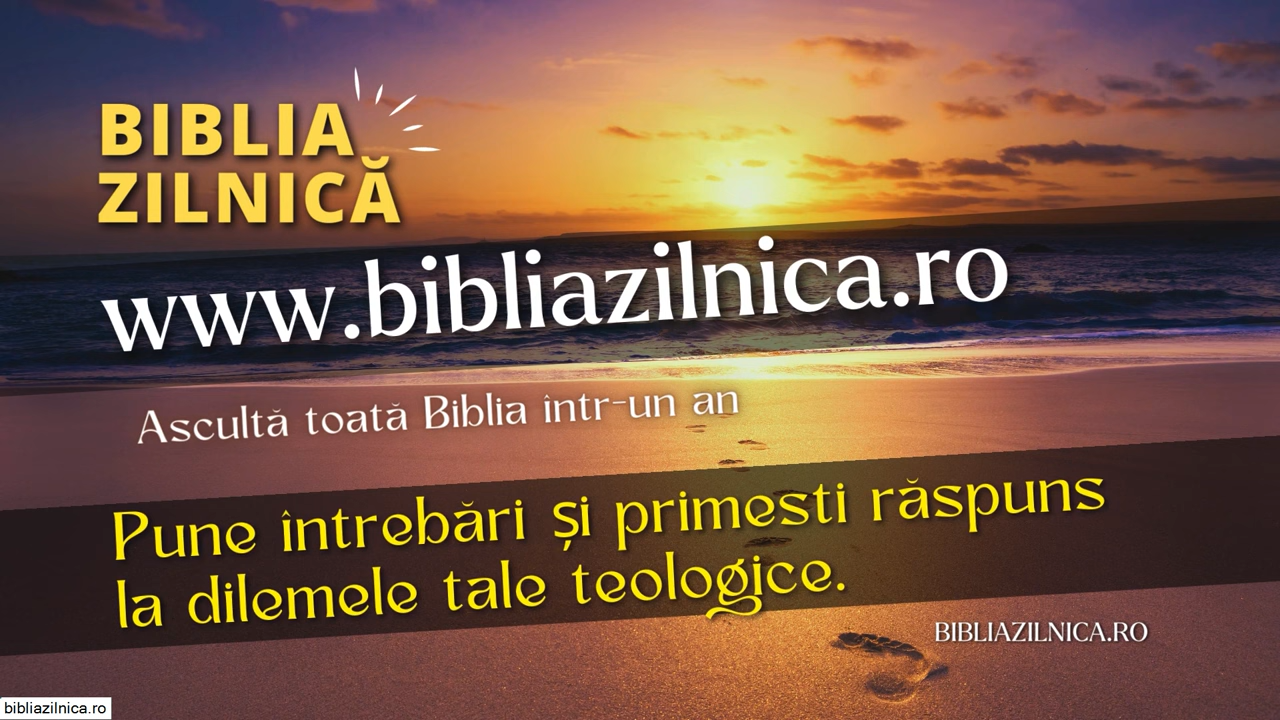 BIBLIA
ZILNICĂ
www.bibliazilnica.ro
Ascultă toată Biblia într-un an
Pune întrebări și primesti răspuns
la dilemele tale teologice.
BIBLIAZILNICA.RO
bibliazilnica.ro